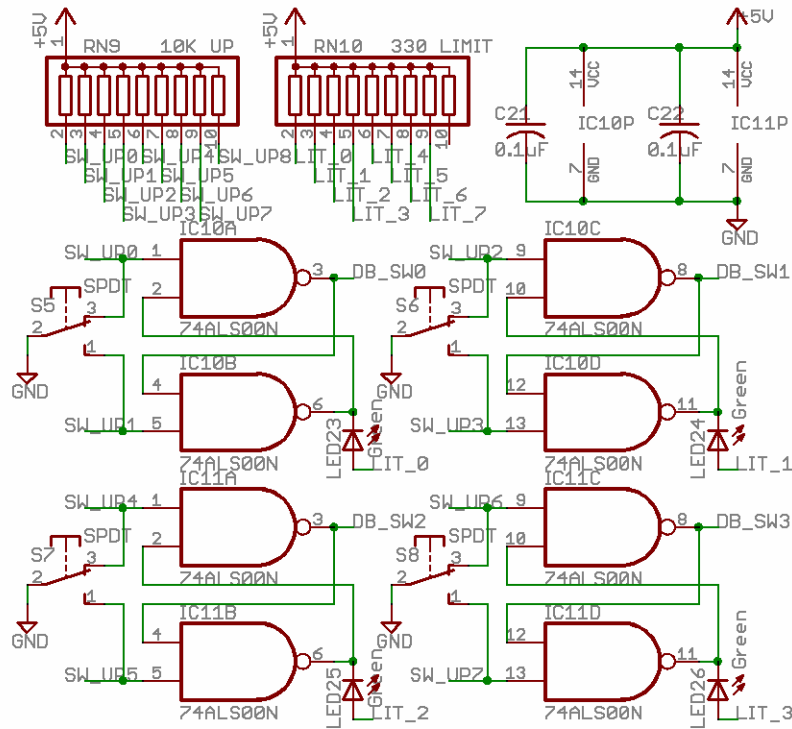 +5V
1
RN9 10K UP
2 3 4 5 6 7 8 9 10
SW_UP0
SW_UP1
SW_UP2
SW_UP3
SW_UP4
SW_UP5
SW_UP6
SW_UP7
SW_UP8
+5V
1
RN10 330 LIMIT
2 3 4 5 6 7 8 9 10
LIT_0
LIT_1
LIT_2
LIT_3
LIT_4
LIT_5
LIT_6
LIT_7
+5V
C21
0.1uF
14
VCC
IC10P
7
GND
C22
0.1uF
14
VCC
IC11P
7
GND
GND
IC10A
SW_UP0
1
2
3
DB_SW0
74ALS00N
SPDT
S5
3
2
1
GND
IC10B
4
5
6
SW_UP1
74ALS00N
LED23
Green
LIT_0
IC10C
SW_UP2
9
10
8
DB_SW1
74ALS00N
SPDT
S6
3
2
1
GND
IC10D
12
13
11
SW_UP3
74ALS00N
LED24
Green
LIT_1
IC11A
SW_UP4
1
2
3
DB_SW2
74ALS00N
SPDT
S7
3
2
1
GND
IC11B
4
5
6
SW_UP5
74ALS00N
LED25
Green
LIT_2
IC11C
SW_UP6
9
10
8
DB_SW3
74ALS00N
SPDT
S8
3
2
1
GND
IC11D
12
13
11
SW_UP7
74ALS00N
LED26
Green
LIT_3